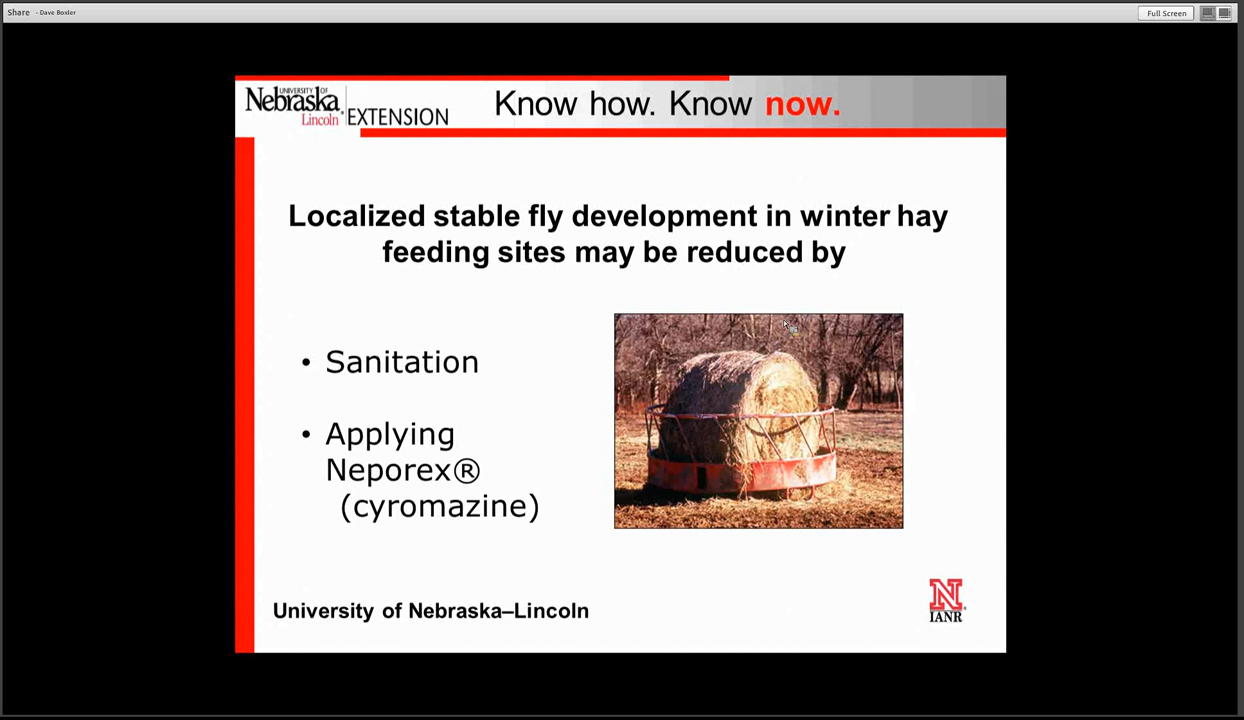 Share - Dave Boxler
Full Screen
UNIVERSITY OF
Nebraska
Lincoln
EXTENSION
Know how. Know now.
Localized stable fly development in winter hay
feeding sites may be reduced by
• Sanitation
• Applying
Neporex®
(cyromazine)
University of Nebraska–Lincoln
N
IANR